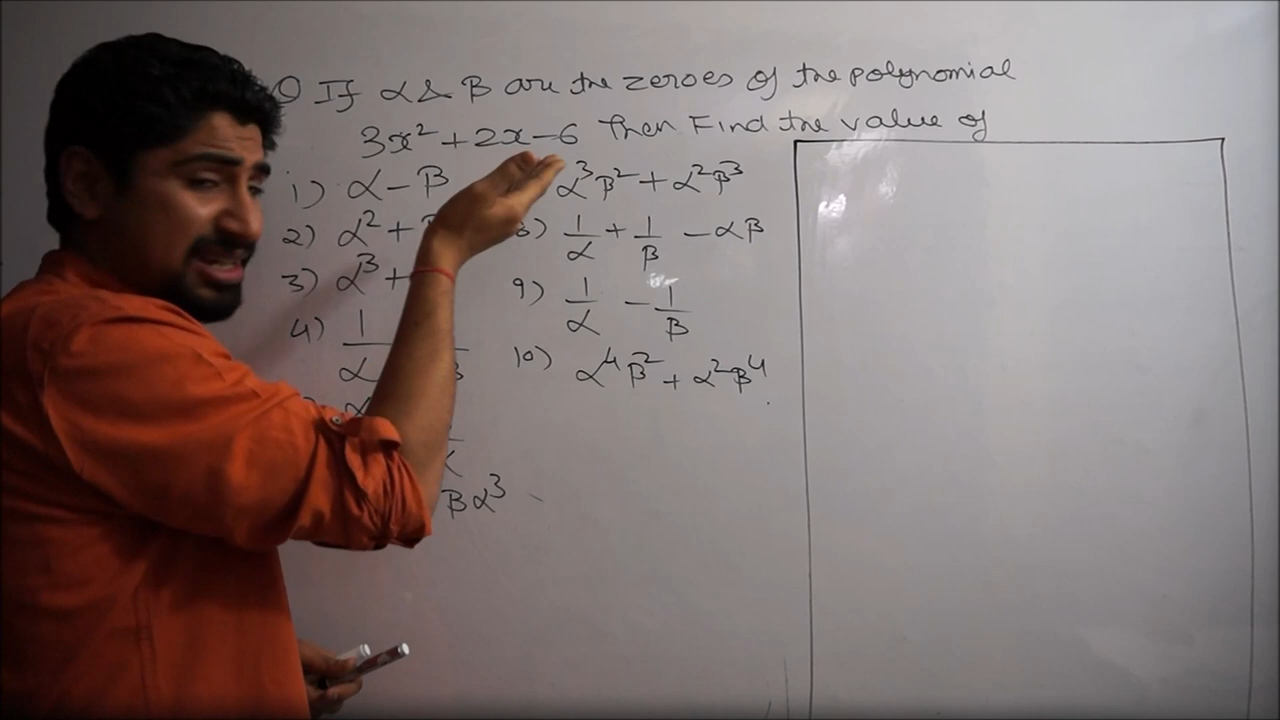 Q If α & β are the zeroes of the polynomial
3x² + 2x - 6 Then Find the value of
1) α - β
2) α² +
3) α³ +
4) 1/α
βα³
α³β² + α²β³
8) 1/α + 1/β - αβ
9) 1/α - 1/β
10) α⁴β² + α²β⁴